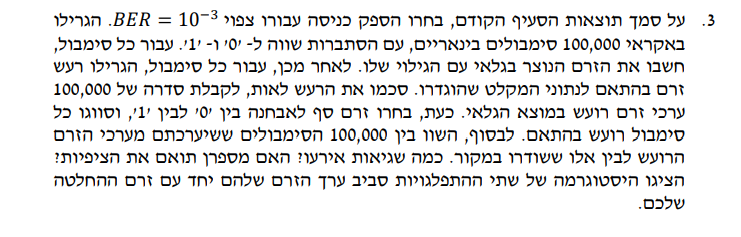 3. על סמך תוצאות הסעיף הקודם, בחרו הספק כניסה עבורו צפוי BER = 10⁻³. הגרילו
באקראי 100,000 סימבולים בינאריים, עם הסתברות שווה ל- '0' ו- '1'. עבור כל סימבול,
חשבו את הזרם הנוצר בגלאי עם הגילוי שלו. לאחר מכן, עבור כל סימבול, הגרילו רעש
זרם בהתאם לנתוני המקלט שהוגדרו. סכמו את הרעש לאות, לקבלת סדרה של 100,000
ערכי זרם רועש במוצא הגלאי. כעת, בחרו זרם סף לאבחנה בין '0' לבין '1', וסווגו כל
סימבול רועש בהתאם. לבסוף, השוו בין 100,000 הסימבולים ששיערכתם מערכי הזרם
הרועש לבין אלו ששודרו במקור. כמה שגיאות אירעו? האם מספרן תואם את הציפיות?
הציגו היסטוגרמה של שתי ההתפלגויות סביב ערך הזרם שלהם יחד עם זרם ההחלטה
שלכם.